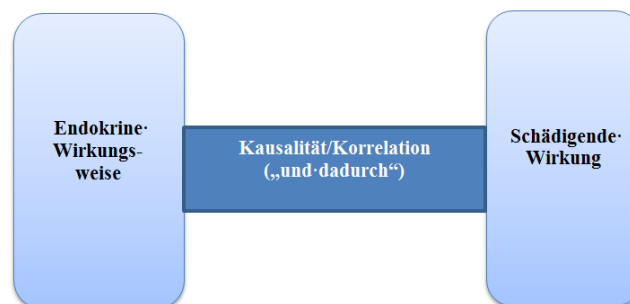 Endokrine·
Wirkungs-
weise
Kausalität/Korrelation
(„und·dadurch“)
Schädigende·
Wirkung